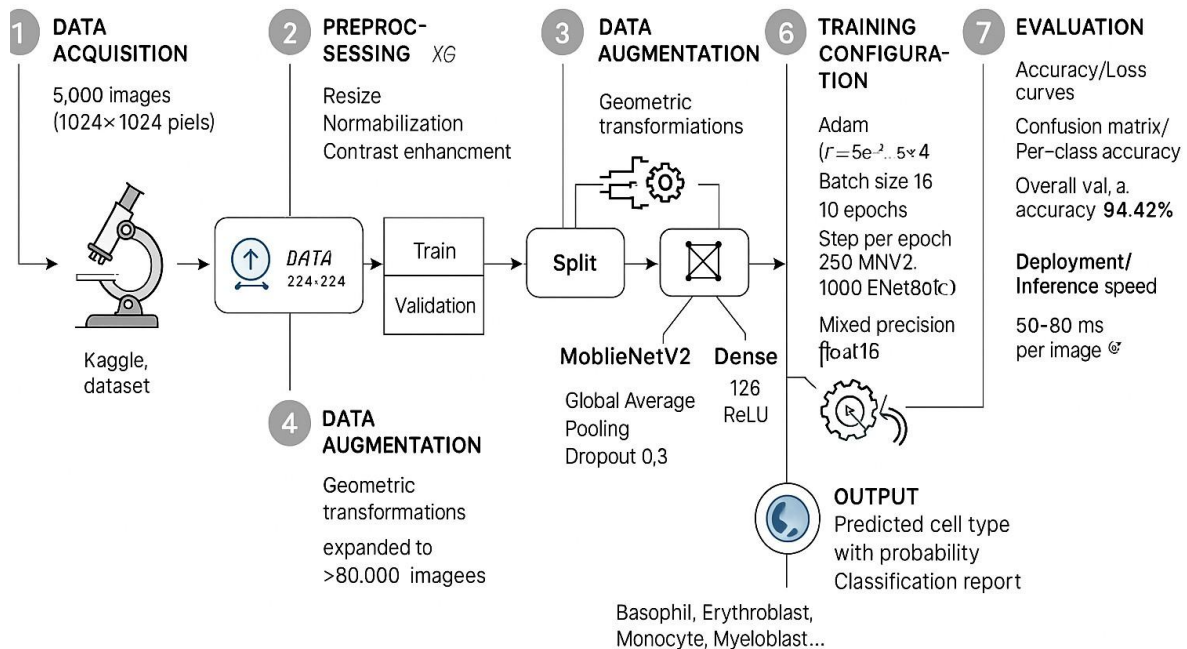 1
DATA
ACQUISITION
5,000 images
(1024×1024 piels)
Kaggle,
dataset
2
PREPROC-
SESSING XG
Resize
Normabilization
Contrast enhancment
DATA
224×224
Train
Validation
4
DATA
AUGMENTATION
Geometric
transformations
expanded to
>80.000 imagees
3
DATA
AUGMENTATION
Geometric
transformiations
Split
MoblieNetV2
Global Average
Pooling
Dropout 0,3
Dense
126
ReLU
6
TRAINING
CONFIGURA-
TION
Adam
Batch size 16
10 epochs
Step per epoch
250 MNV2.
1000
Mixed precision
float16
7
EVALUATION
Accuracy/Loss
curves
Confusion matrix/
Per-class accuracy
Overall val, a.
accuracy 94.42%
Deployment/
Inference speed
50-80 ms
per image
OUTPUT
Predicted cell type
with probability
Classification report
Basophil, Erythroblast,
Monocyte, Myeloblast...